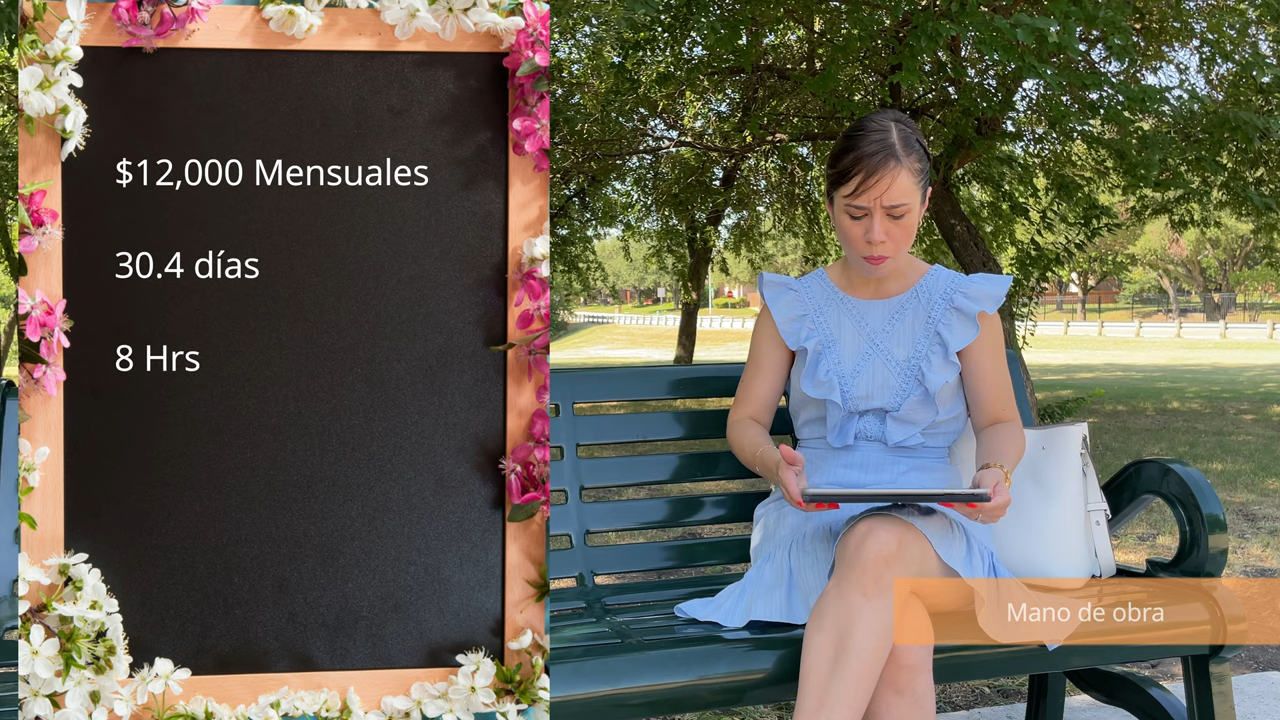 $12,000 Mensuales
30.4 días
8 Hrs
Mano de obra